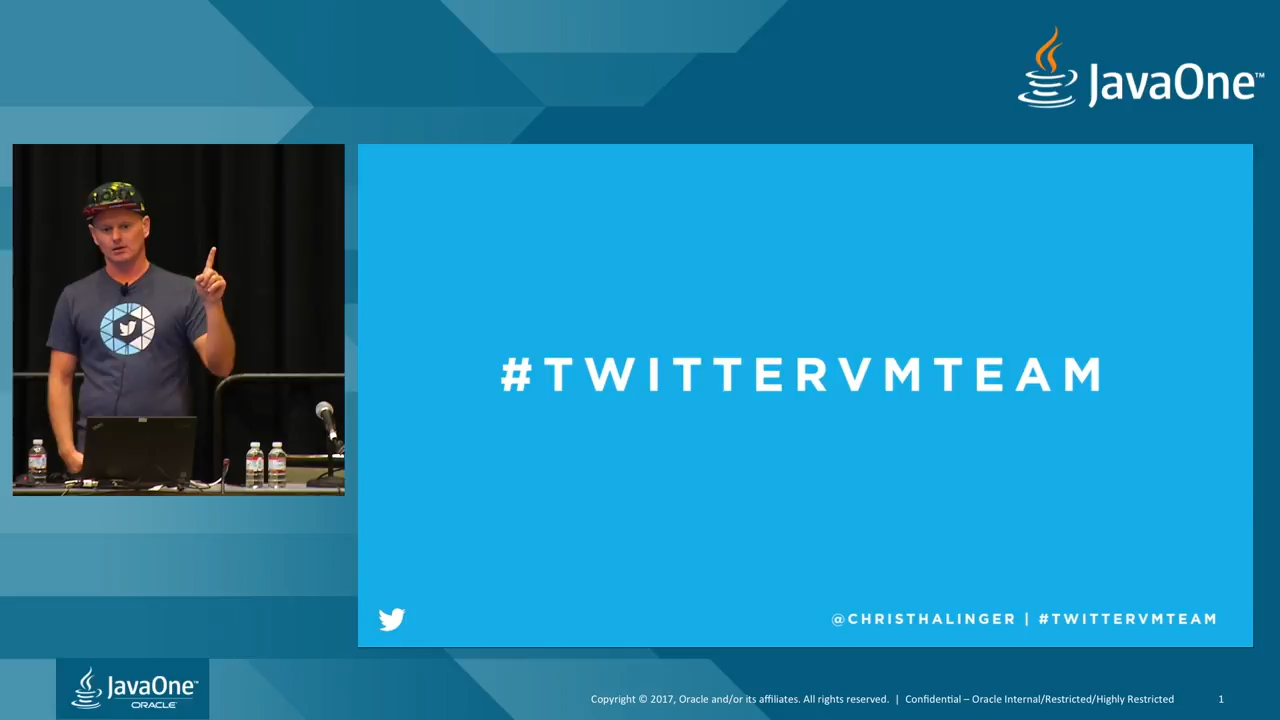 JavaOne™
#TWITTERVMTEAM
@CHRISTHALINGER | #TWITTERVMTEAM
JavaOne™
ORACLE
Copyright © 2017, Oracle and/or its affiliates. All rights reserved. | Confidential – Oracle Internal/Restricted/Highly Restricted 1